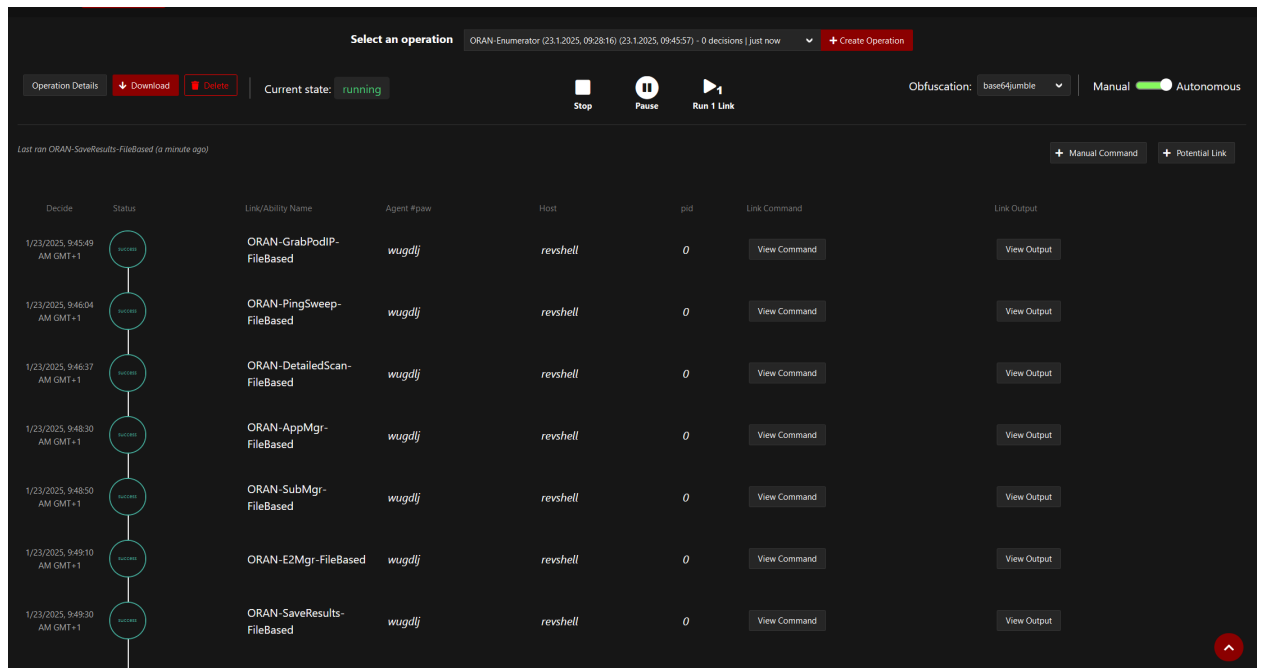 Select an operation ORAN-Enumerator (23.1.2025, 09:28:16) (23.1.2025, 09:45:57) - 0 decisions | just now + Create Operation
Operation Details Download Delete Current state: running Stop Pause 1 Run 1 Link Obfuscation: base64jumble Manual Autonomous
Last ran ORAN-SaveResults-FileBased (a minute ago)
+ Manual Command + Potential Link
Decide Status Link/Ability Name Agent #paw Host pid Link Command Link Output
1/23/2025, 9:45:49 AM GMT+1 success ORAN-GrabPodIP-FileBased wugdlj revshell 0 View Command View Output
1/23/2025, 9:46:04 AM GMT+1 success ORAN-PingSweep-FileBased wugdlj revshell 0 View Command View Output
1/23/2025, 9:46:37 AM GMT+1 success ORAN-DetailedScan-FileBased wugdlj revshell 0 View Command View Output
1/23/2025, 9:48:30 AM GMT+1 success ORAN-AppMgr-FileBased wugdlj revshell 0 View Command View Output
1/23/2025, 9:48:50 AM GMT+1 success ORAN-SubMgr-FileBased wugdlj revshell 0 View Command View Output
1/23/2025, 9:49:10 AM GMT+1 success ORAN-E2Mgr-FileBased wugdlj revshell 0 View Command View Output
1/23/2025, 9:49:30 AM GMT+1 success ORAN-SaveResults-FileBased wugdlj revshell 0 View Command View Output